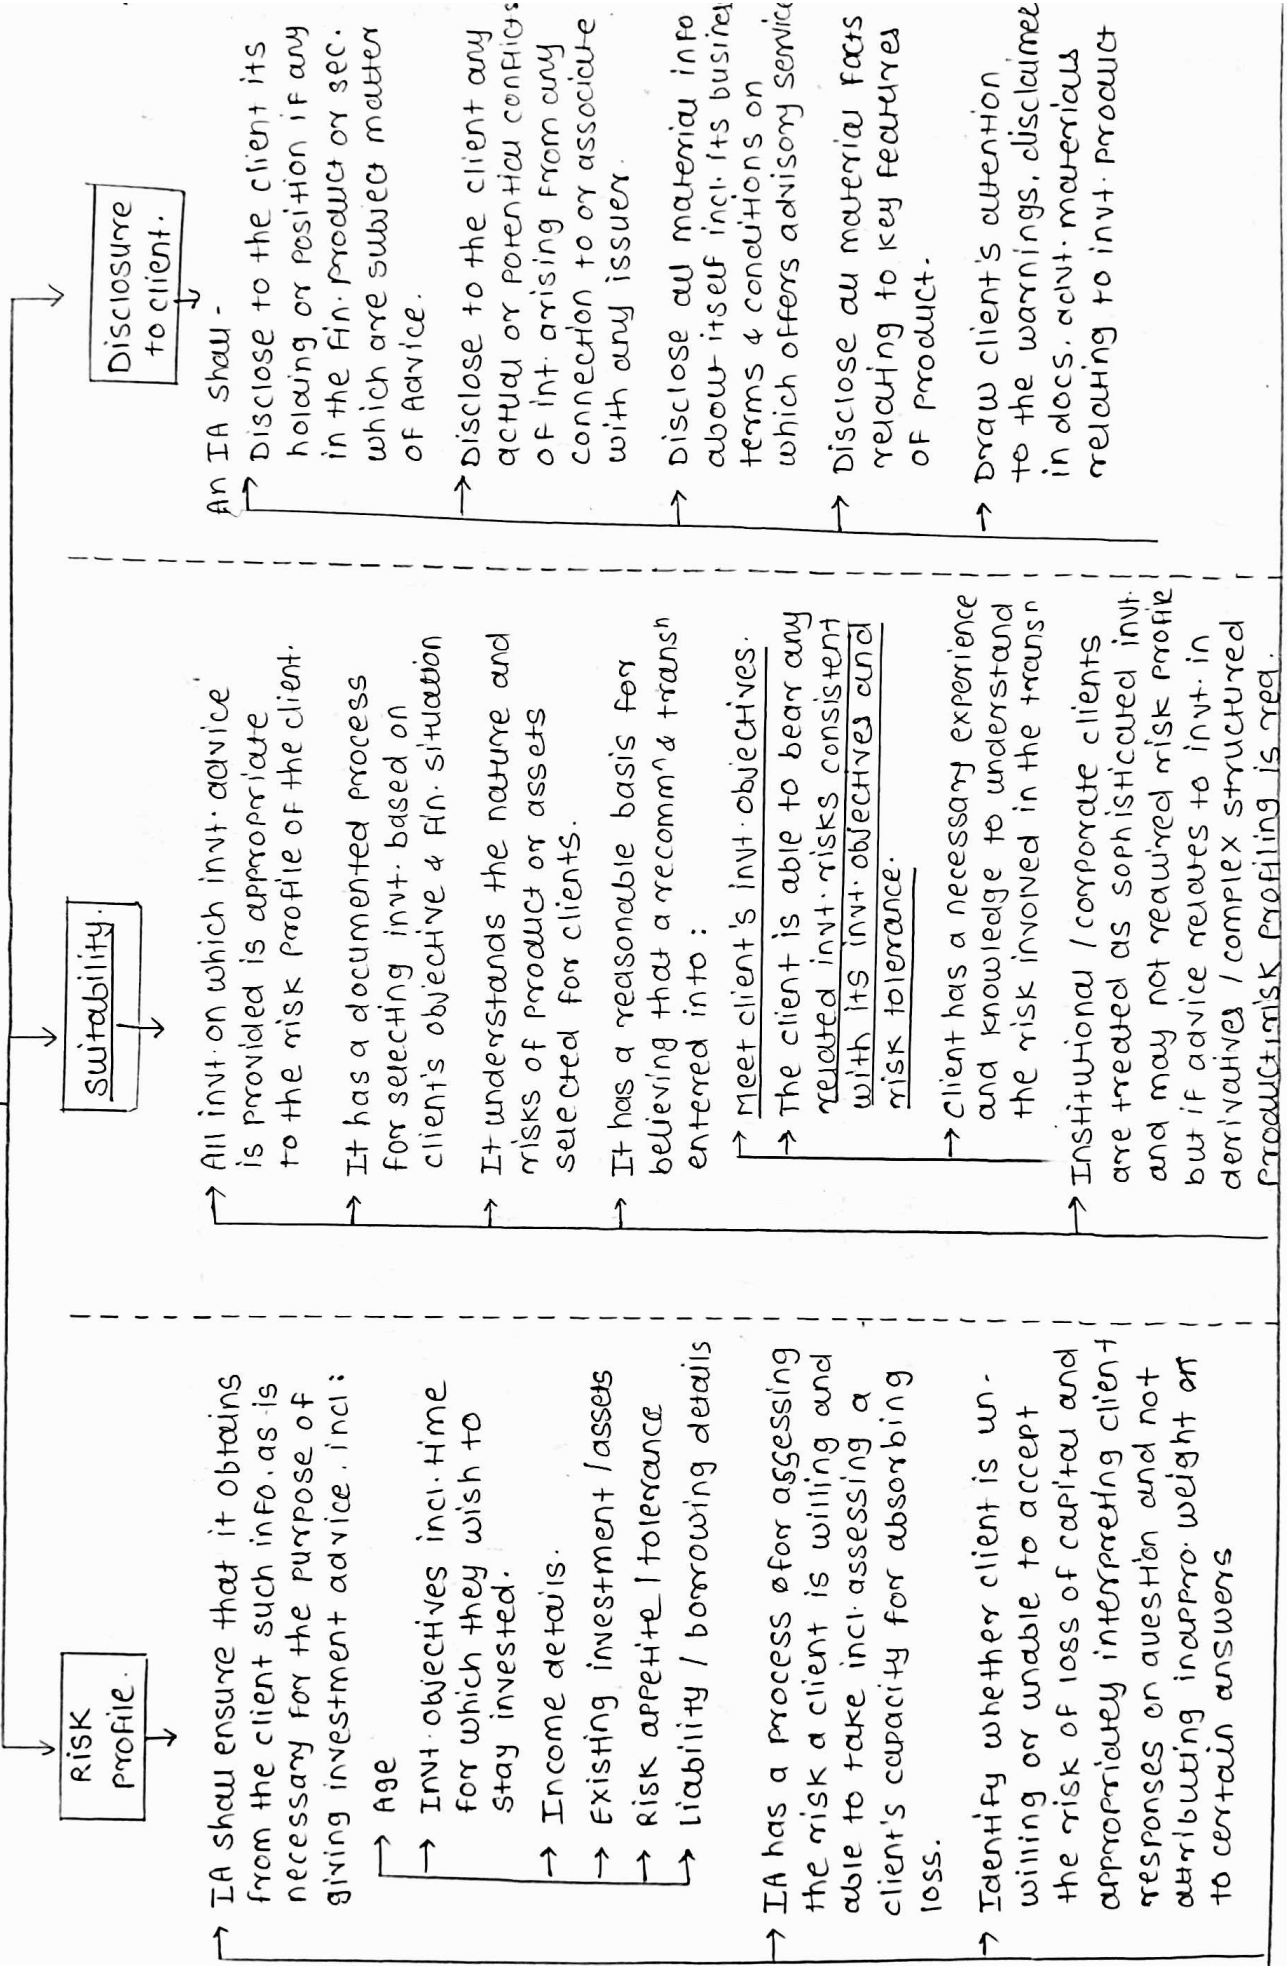 Risk
profile.
→ IA shall ensure that it obtains
from the client such info. as is
necessary for the purpose of
giving investment advice. incl:
→ Age
→ Invt. objectives incl. time
for which they wish to
stay invested.
→ Income details.
→ Existing investment / assets
→ Risk appetite / tolerance
→ Liability / borrowing details
→ IA has a process for assessing
the risk a client is willing and
able to take incl. assessing a
client's capacity for absorbing
loss.
→ Identify whether client is un-
willing or unable to accept
the risk of loss of capital and
appropriately interpreting client
responses on question and not
attributing inappro. weight on
to certain answers
Suitability.
→ All invt. on which invt. advice
is provided is appropriate
to the risk profile of the client.
→ It has a documented process
for selecting invt. based on
client's objective & fin. situation
→ It understands the nature and
risks of product or assets
selected for clients.
→ It has a reasonable basis for
believing that a recommⁿ & transⁿ
entered into :
→ Meet client's invt. objectives.
→ The client is able to bear any
related invt. risks consistent
with its invt. objectives and
risk tolerance.
→ Client has a necessary experience
and knowledge to understand
the risk involved in the transⁿ
→ Institutional / corporate clients
are treated as sophisticated invt.
and may not required risk profile
but if advice relates to invt. in
derivatives / complex structured
product risk profiling is req.
Disclosure
to client.
An IA shall -
→ Disclose to the client its
holding or position if any
in the fin. product or sec.
which are subject matter
of Advice.
→ Disclose to the client any
actual or potential conflicts
of int. arising from any
connection to or associate
with any issuer.
→ Disclose all material info
about itself incl. its busines
terms & conditions on
which offers advisory service
→ Disclose all material facts
relating to key features
of product.
→ Draw client's attention
to the warnings, disclaimer
in docs. advt. materials
relating to invt. product